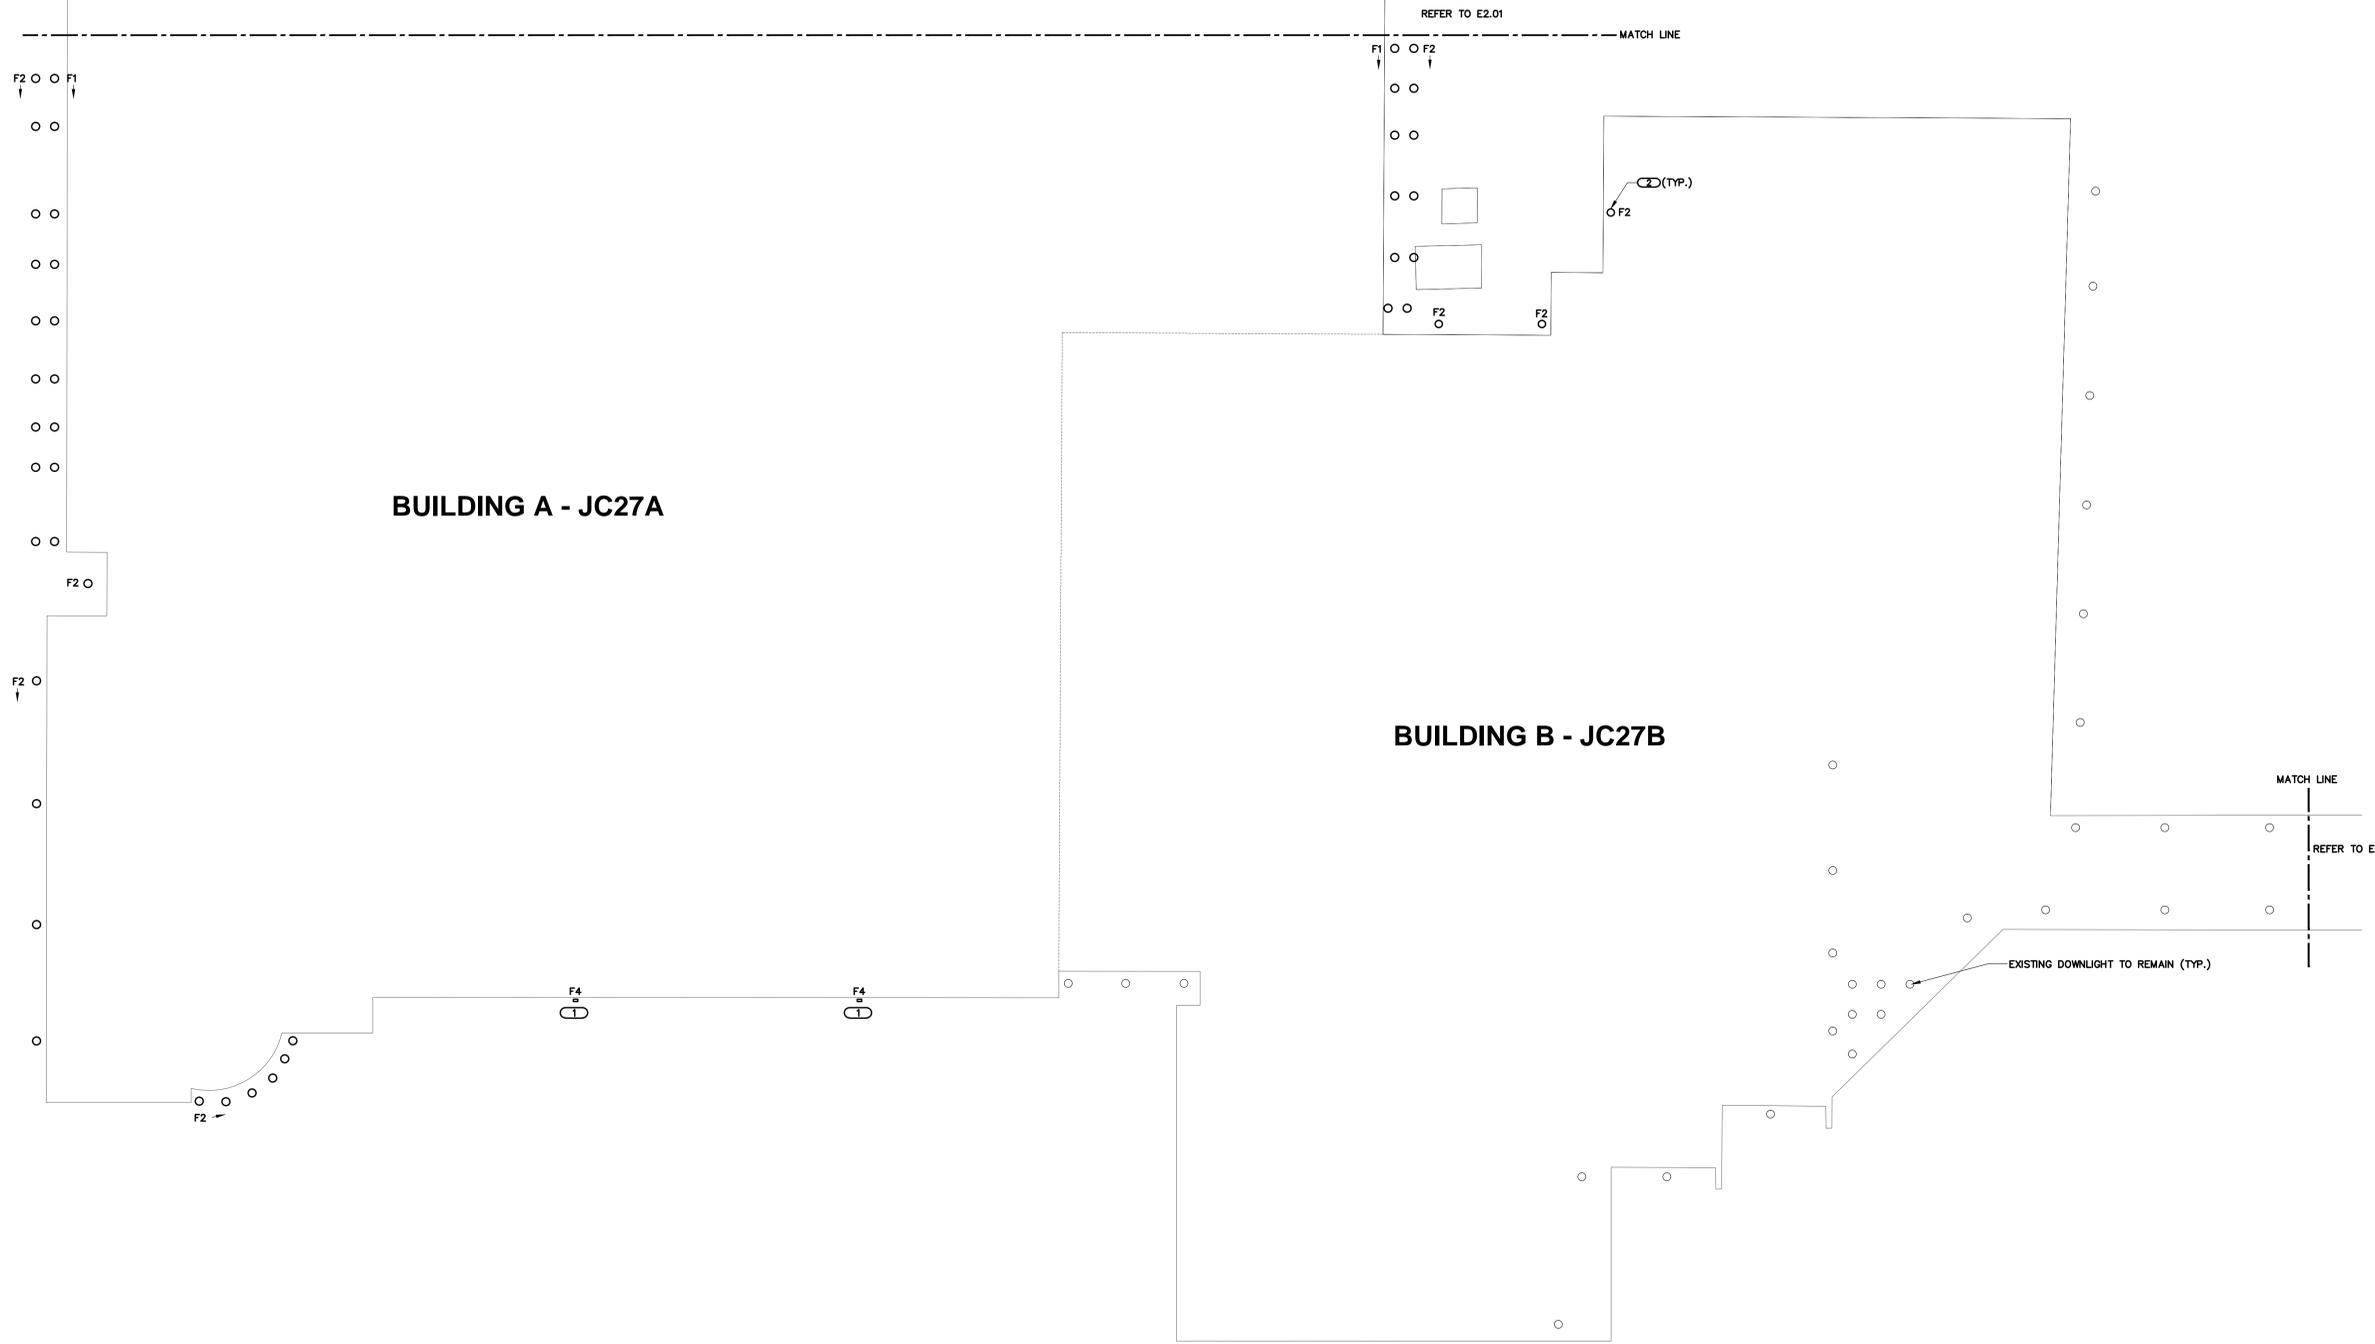 REFER TO E2.01
MATCH LINE
F1
F2
F2
F1
2 (TYP.)
F2
F2
F2
BUILDING A - JC27A
F2
F2
BUILDING B - JC27B
MATCH LINE
REFER TO E
EXISTING DOWNLIGHT TO REMAIN (TYP.)
F4
F4
1
1
F2